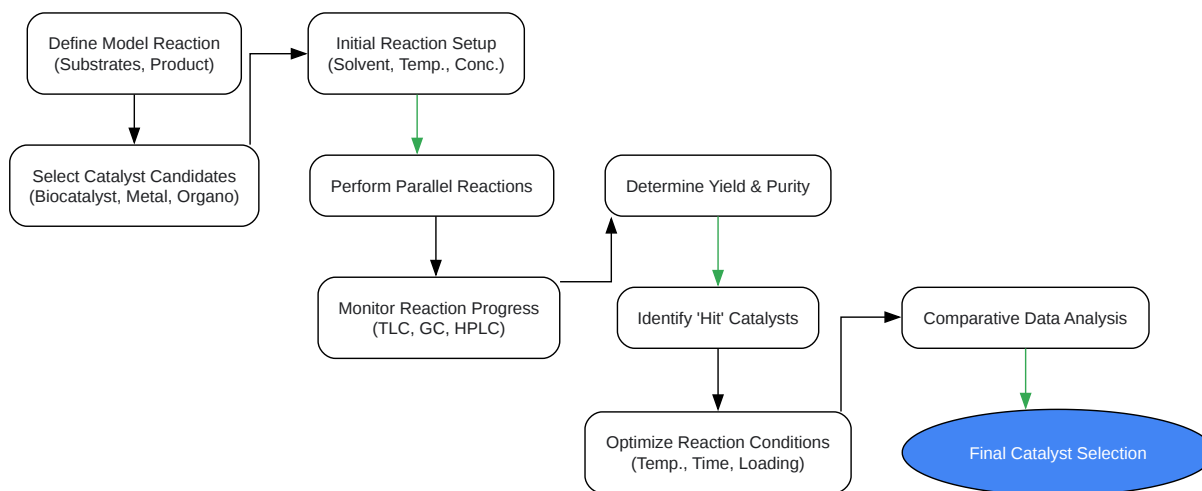 Define Model Reaction
(Substrates, Product)
Select Catalyst Candidates
(Biocatalyst, Metal, Organo)
Initial Reaction Setup
(Solvent, Temp., Conc.)
Perform Parallel Reactions
Monitor Reaction Progress
(TLC, GC, HPLC)
Determine Yield & Purity
Identify 'Hit' Catalysts
Optimize Reaction Conditions
(Temp., Time, Loading)
Comparative Data Analysis
Final Catalyst Selection